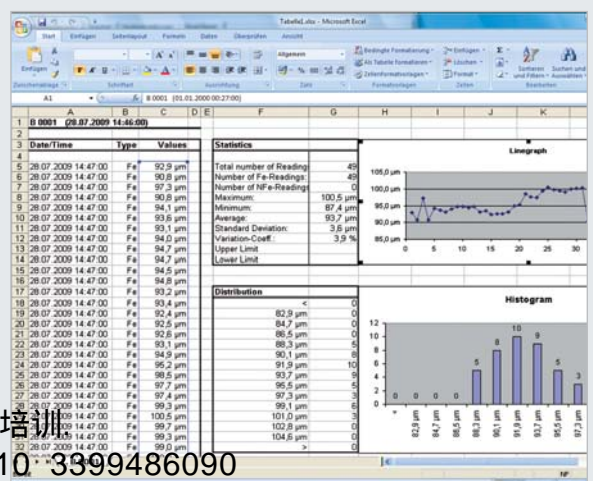 Tabelle1.xlsx - Microsoft Excel
Start Einfügen Seitenlayout Formeln Daten Überprüfen Ansicht
Einfügen
F K U
Allgemein
Bedingte Formatierung
Als Tabelle formatieren
Zellenformatvorlagen
Einfügen
Löschen
Format
Sortieren und Filtern
Suchen und Auswählen
Zwischenablage Schriftart Ausrichtung Zahl Formatvorlagen Zellen Bearbeiten
A1 B 0001 (01.01.2000 00:27:00)
A B C D E F G H I J K
1 B 0001 (28.07.2009 14:46:00)
2
3 Date/Time Type Values Statistics
4
5 28.07.2009 14:47:00 Fe 92,9 µm Total number of Reading 49
6 28.07.2009 14:47:00 Fe 90,8 µm Number of Fe-Readings: 49
7 28.07.2009 14:47:00 Fe 97,3 µm Number of NFe-Readings 0
8 28.07.2009 14:47:00 Fe 90,8 µm Maximum: 100,5 µm
9 28.07.2009 14:47:00 Fe 94,1 µm Minimum: 87,4 µm
10 28.07.2009 14:47:00 Fe 93,6 µm Average: 93,7 µm
11 28.07.2009 14:47:00 Fe 93,1 µm Standard Deviation: 3,6 µm
12 28.07.2009 14:47:00 Fe 94,0 µm Variation-Coeff.: 3,9 %
13 28.07.2009 14:47:00 Fe 94,7 µm Upper Limit
14 28.07.2009 14:47:00 Fe 94,7 µm Lower Limit
15 28.07.2009 14:47:00 Fe 94,5 µm
16 28.07.2009 14:47:00 Fe 94,8 µm
17 28.07.2009 14:47:00 Fe 93,2 µm Distribution
18 28.07.2009 14:47:00 Fe 93,4 µm < 0
19 28.07.2009 14:47:00 Fe 92,4 µm 82,9 µm 0
20 28.07.2009 14:47:00 Fe 92,5 µm 84,7 µm 0
21 28.07.2009 14:47:00 Fe 92,6 µm 86,5 µm 0
22 28.07.2009 14:47:00 Fe 93,1 µm 88,3 µm 5
23 28.07.2009 14:47:00 Fe 94,9 µm 90,1 µm 8
24 28.07.2009 14:47:00 Fe 95,2 µm 91,9 µm 10
25 28.07.2009 14:47:00 Fe 98,5 µm 93,7 µm 9
26 28.07.2009 14:47:00 Fe 97,7 µm 95,5 µm 5
27 28.07.2009 14:47:00 Fe 97,4 µm 97,3 µm 3
28.07.2009 14:47:00 Fe 99,3 µm 99,1 µm 6
28.07.2009 14:47:00 Fe 100,5 µm 101,0 µm 3
28.07.2009 14:47:00 Fe 99,7 µm 102,8 µm 0
28.07.2009 14:47:00 Fe 99,3 µm 104,6 µm 0
32 28.07.2009 14:47:00 Fe 99,0 µm > 0
Linegraph
105,0 µm
100,0 µm
95,0 µm
90,0 µm
85,0 µm
0 5 10 15 20 25 30
Histogram
12
10
8
6
4
2
0
0 0 0 0 5 8 10 9 5 3
< 82,9 µm 84,7 µm 86,5 µm 88,3 µm 90,1 µm 91,9 µm 93,7 µm 95,5 µm 97,3 µm
培训
10 3399486090
NF